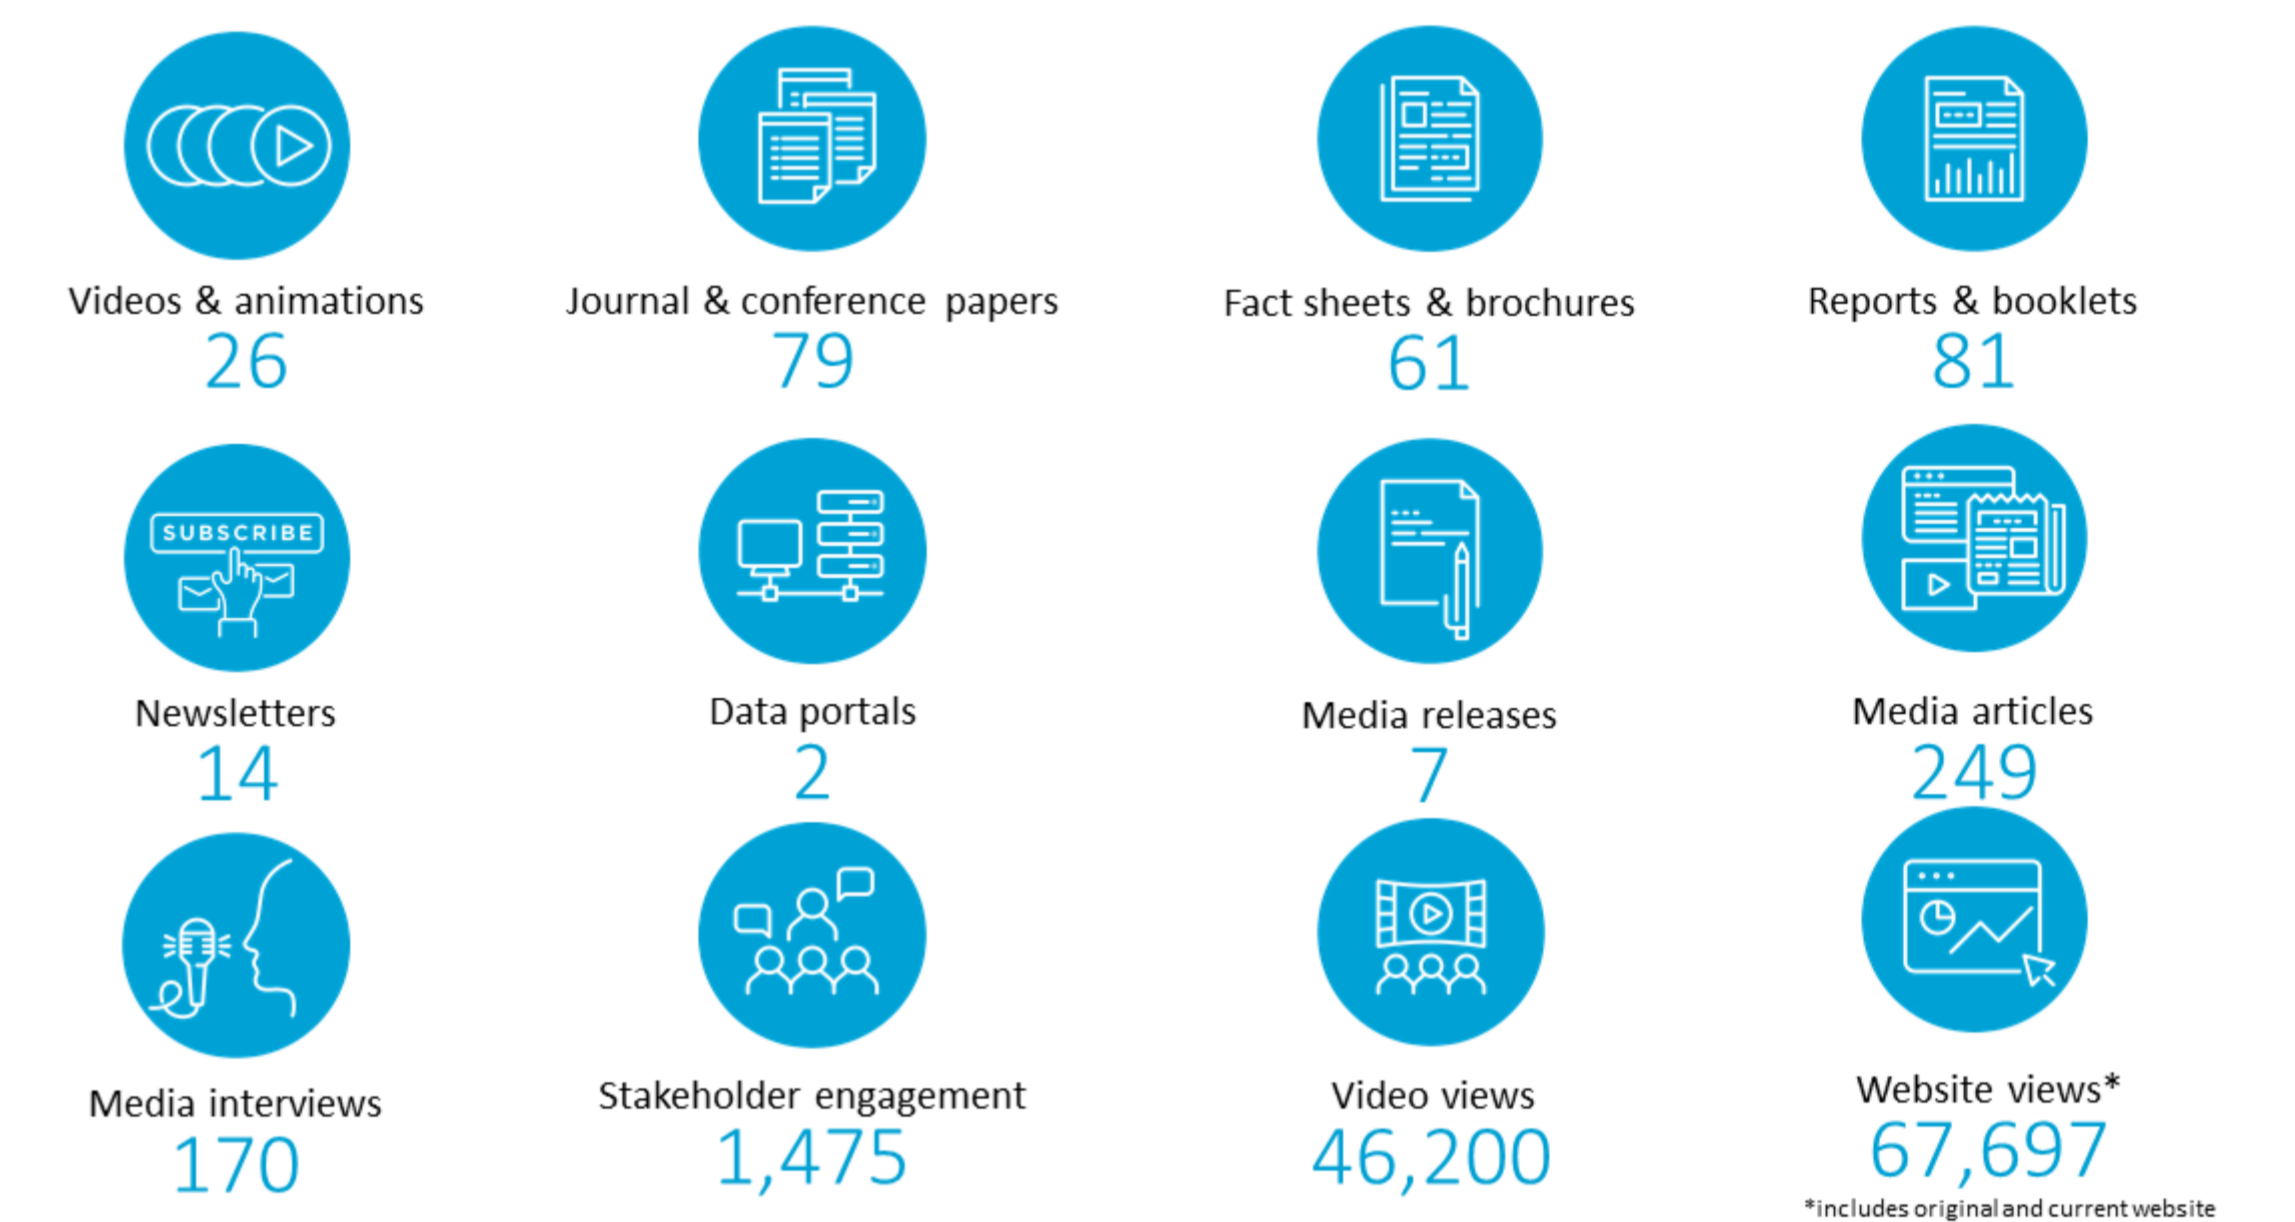 Videos & animations
26
Journal & conference papers
79
Fact sheets & brochures
61
Reports & booklets
81
SUBSCRIBE
Newsletters
14
Data portals
2
Media releases
7
Media articles
249
Media interviews
170
Stakeholder engagement
1,475
Video views
46,200
Website views*
67,697
*includes original and current website